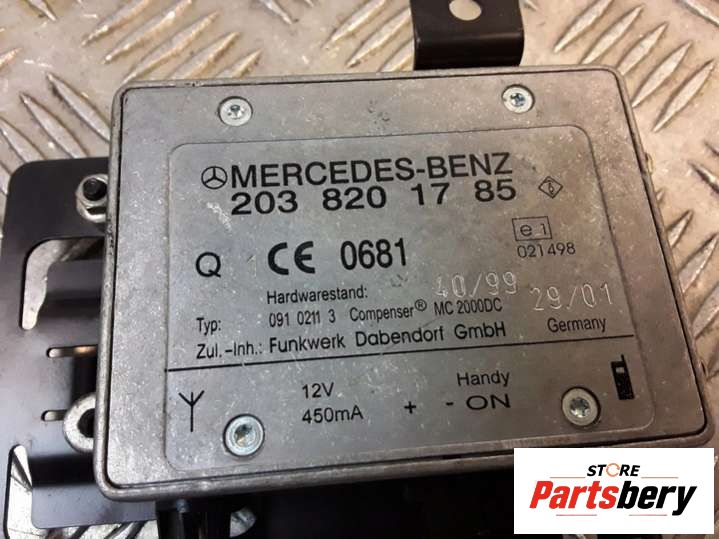 MERCEDES-BENZ
203 820 17 85
e1
021498
Q CE 0681
Hardwarestand: 40/99 29/01
Typ: 091 0211 3 Compenser® MC 2000DC Germany
Zul.-Inh.: Funkwerk Dabendorf GmbH
12V Handy
450mA + - ON
STORE
Partsbery